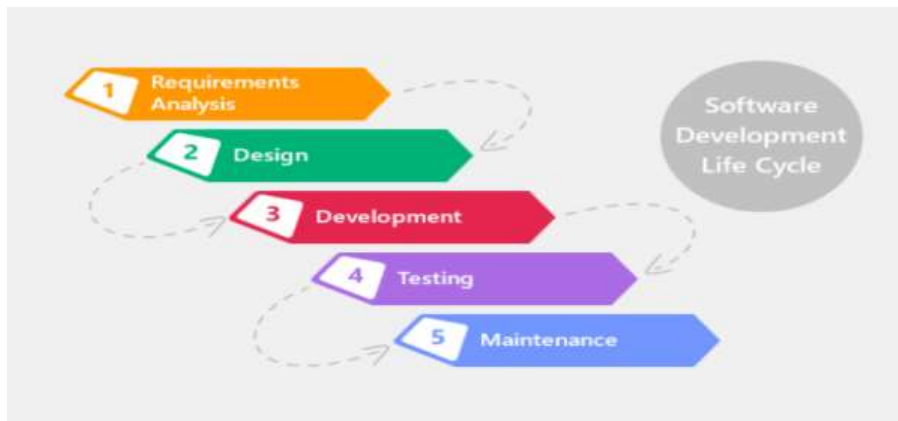 1
Requirements
Analysis
2
Design
3
Development
4
Testing
5
Maintenance
Software
Development
Life Cycle